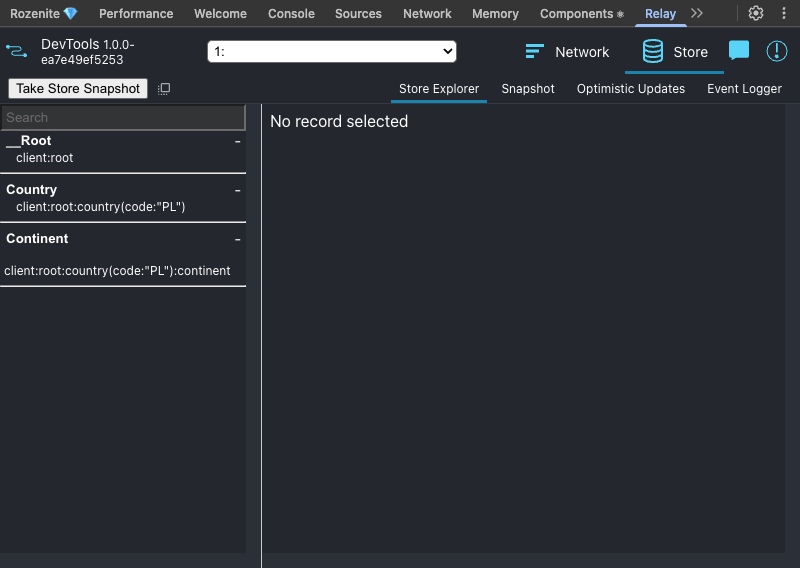 Rozenite 💎 Performance Welcome Console Sources Network Memory Components ⚛ Relay
DevTools 1.0.0-
ea7e49ef5253
1:
Network
Store
Take Store Snapshot
Store Explorer Snapshot Optimistic Updates Event Logger
Search
__Root -
client:root
Country -
client:root:country(code:"PL")
Continent -
client:root:country(code:"PL"):continent
No record selected